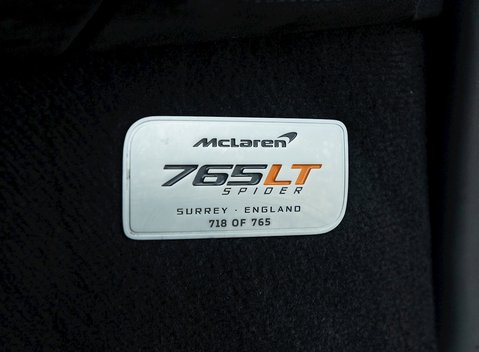 McLaren
765LT
SPIDER
SURREY · ENGLAND
718 OF 765